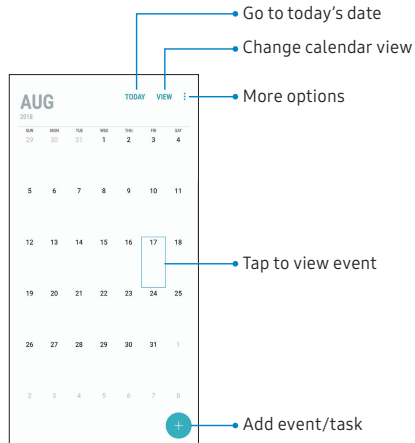 Go to today's date
Change calendar view
AUG TODAY VIEW More options
2018
SUN MON TUE WED THU FRI SAT
29 30 31 1 2 3 4
5 6 7 8 9 10 11
12 13 14 15 16 17 18
Tap to view event
19 20 21 22 23 24 25
26 27 28 29 30 31 1
2 3 4 5 6 7 8
+ Add event/task